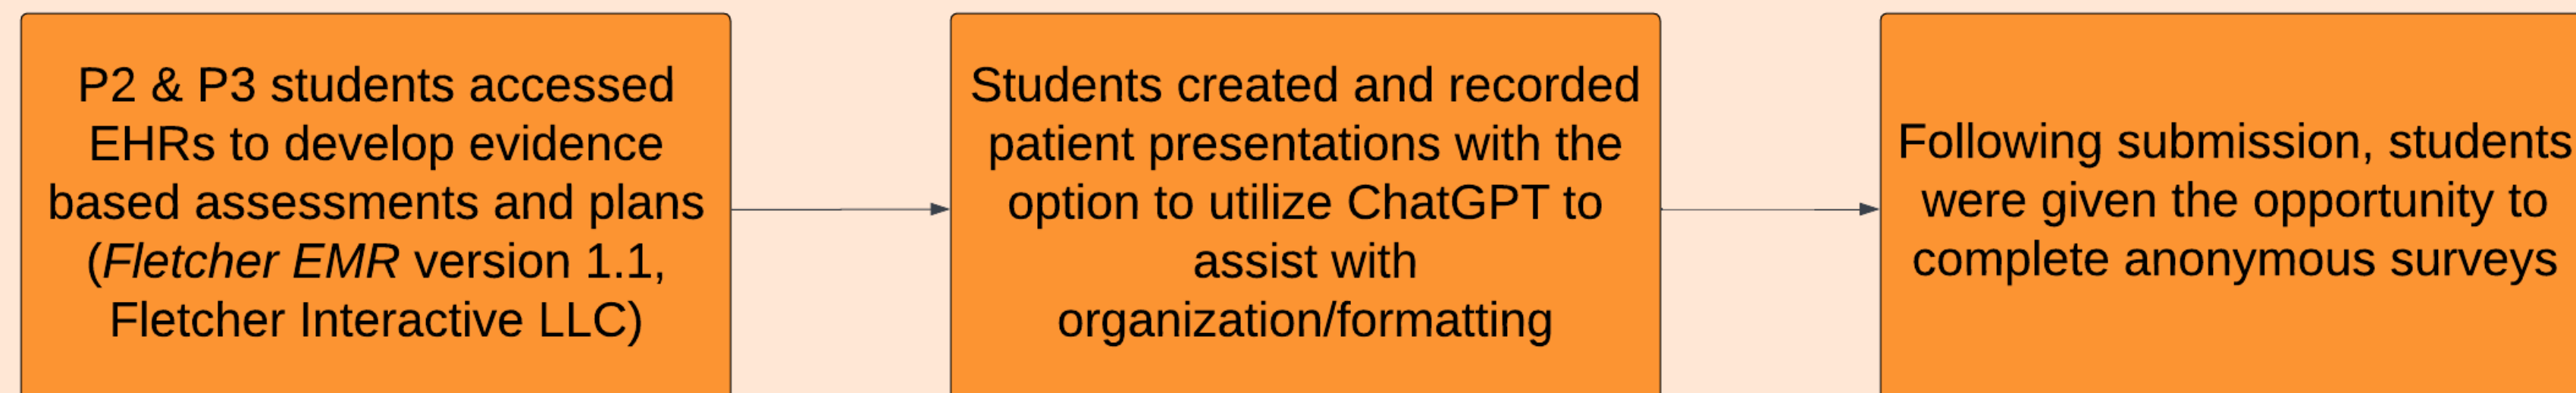 P2 & P3 students accessed
EHRs to develop evidence
based assessments and plans
(Fletcher EMR version 1.1,
Fletcher Interactive LLC)
Students created and recorded
patient presentations with the
option to utilize ChatGPT to
assist with
organization/formatting
Following submission, students
were given the opportunity to
complete anonymous surveys